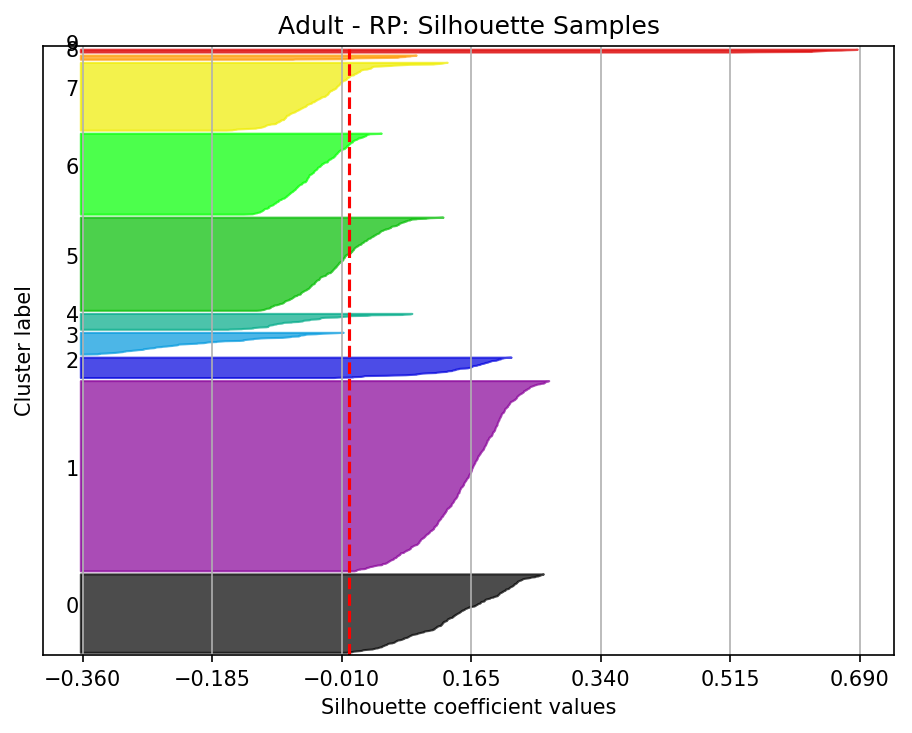 Adult - RP: Silhouette Samples
9
8
7
6
5
4
3
2
1
0
Cluster label
−0.360 −0.185 −0.010 0.165 0.340 0.515 0.690
Silhouette coefficient values